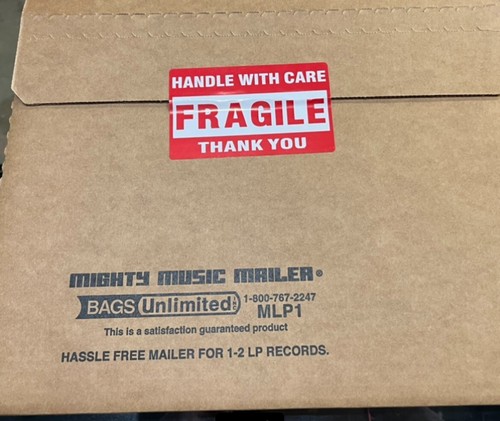 HANDLE WITH CARE
FRAGILE
THANK YOU
MIGHTY MUSIC MAILER®
BAGS Unlimited INC 1-800-767-2247
MLP1
This is a satisfaction guaranteed product
HASSLE FREE MAILER FOR 1-2 LP RECORDS.